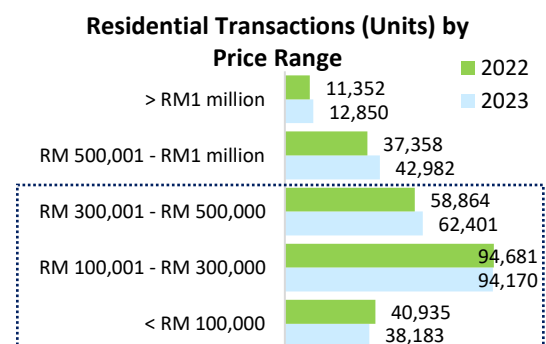 Residential Transactions (Units) by
Price Range
2022
2023
> RM1 million
11,352
12,850
RM 500,001 - RM1 million
37,358
42,982
RM 300,001 - RM 500,000
58,864
62,401
RM 100,001 - RM 300,000
94,681
94,170
< RM 100,000
40,935
38,183